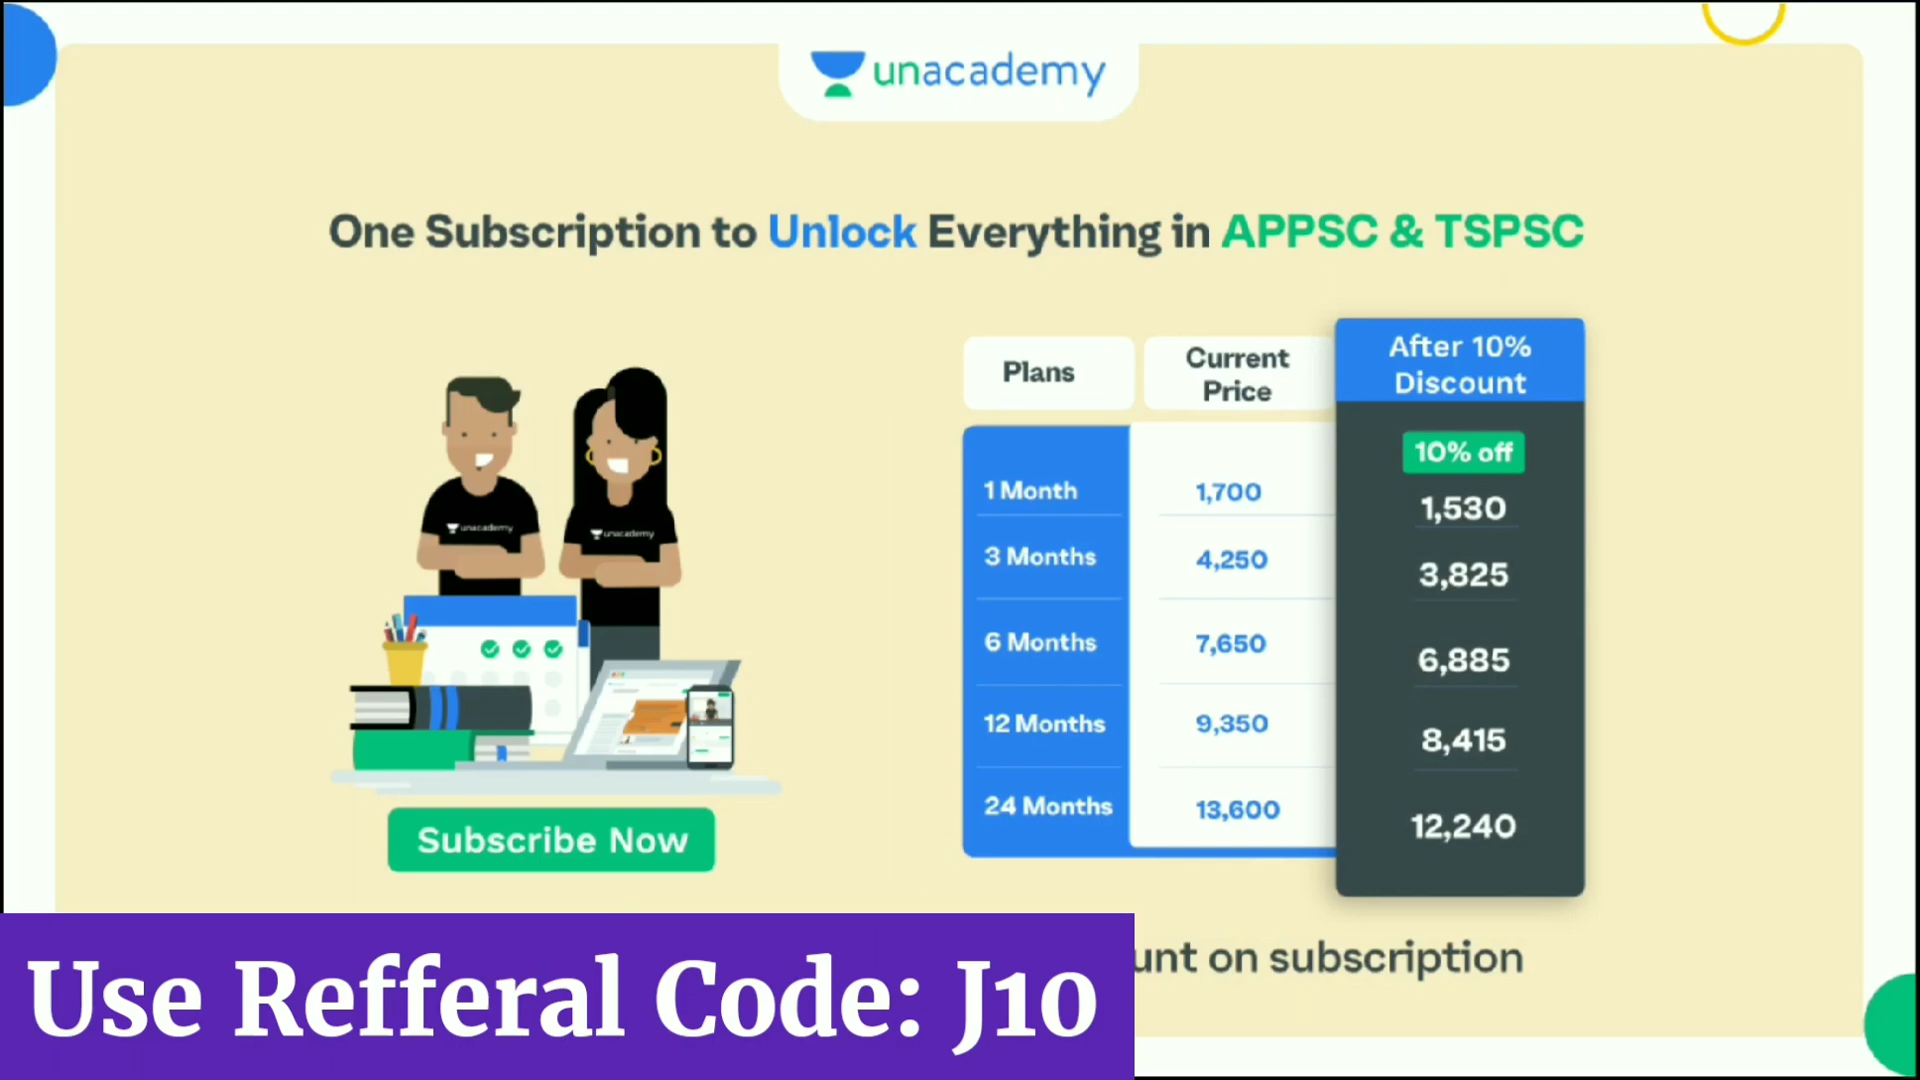 unacademy
One Subscription to Unlock Everything in APPSC & TSPSC
Plans
Current Price
After 10% Discount
10% off
1 Month 1,700 1,530
3 Months 4,250 3,825
6 Months 7,650 6,885
12 Months 9,350 8,415
24 Months 13,600 12,240
unacademy
unacademy
Subscribe Now
on subscription
Use Refferal Code: J10